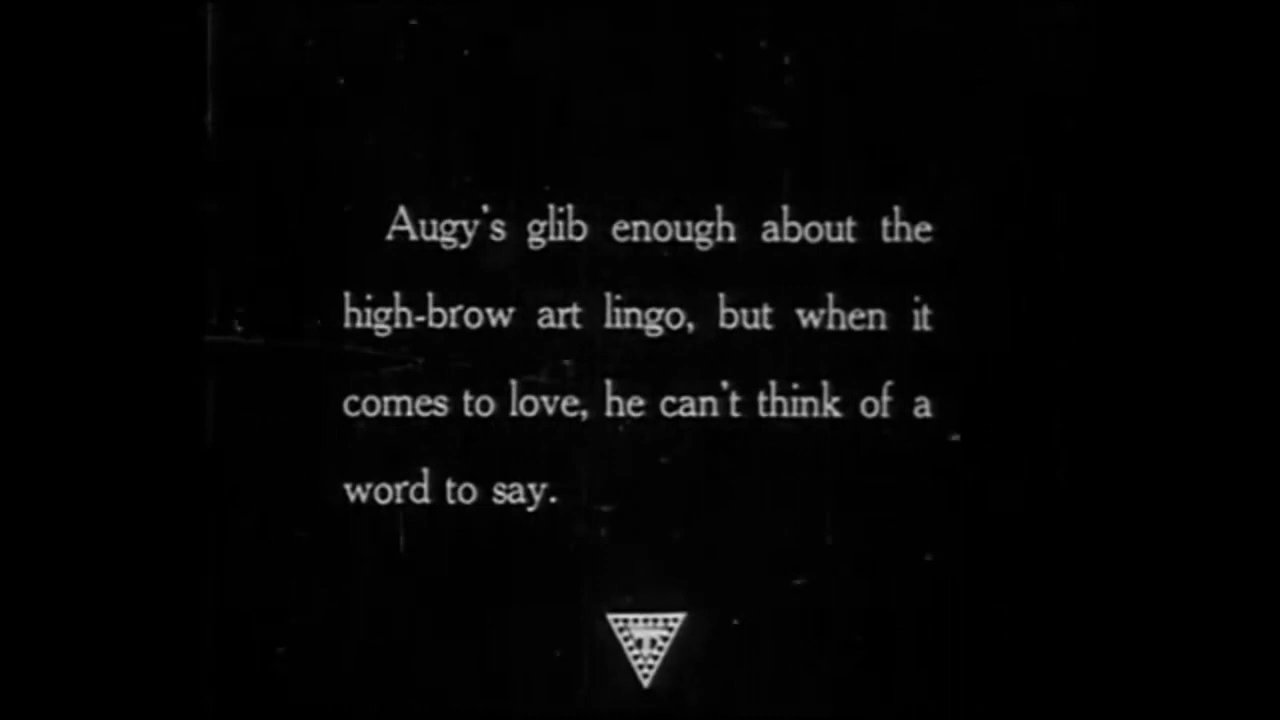 Augy's glib enough about the
high-brow art lingo, but when it
comes to love, he can't think of a
word to say.
T